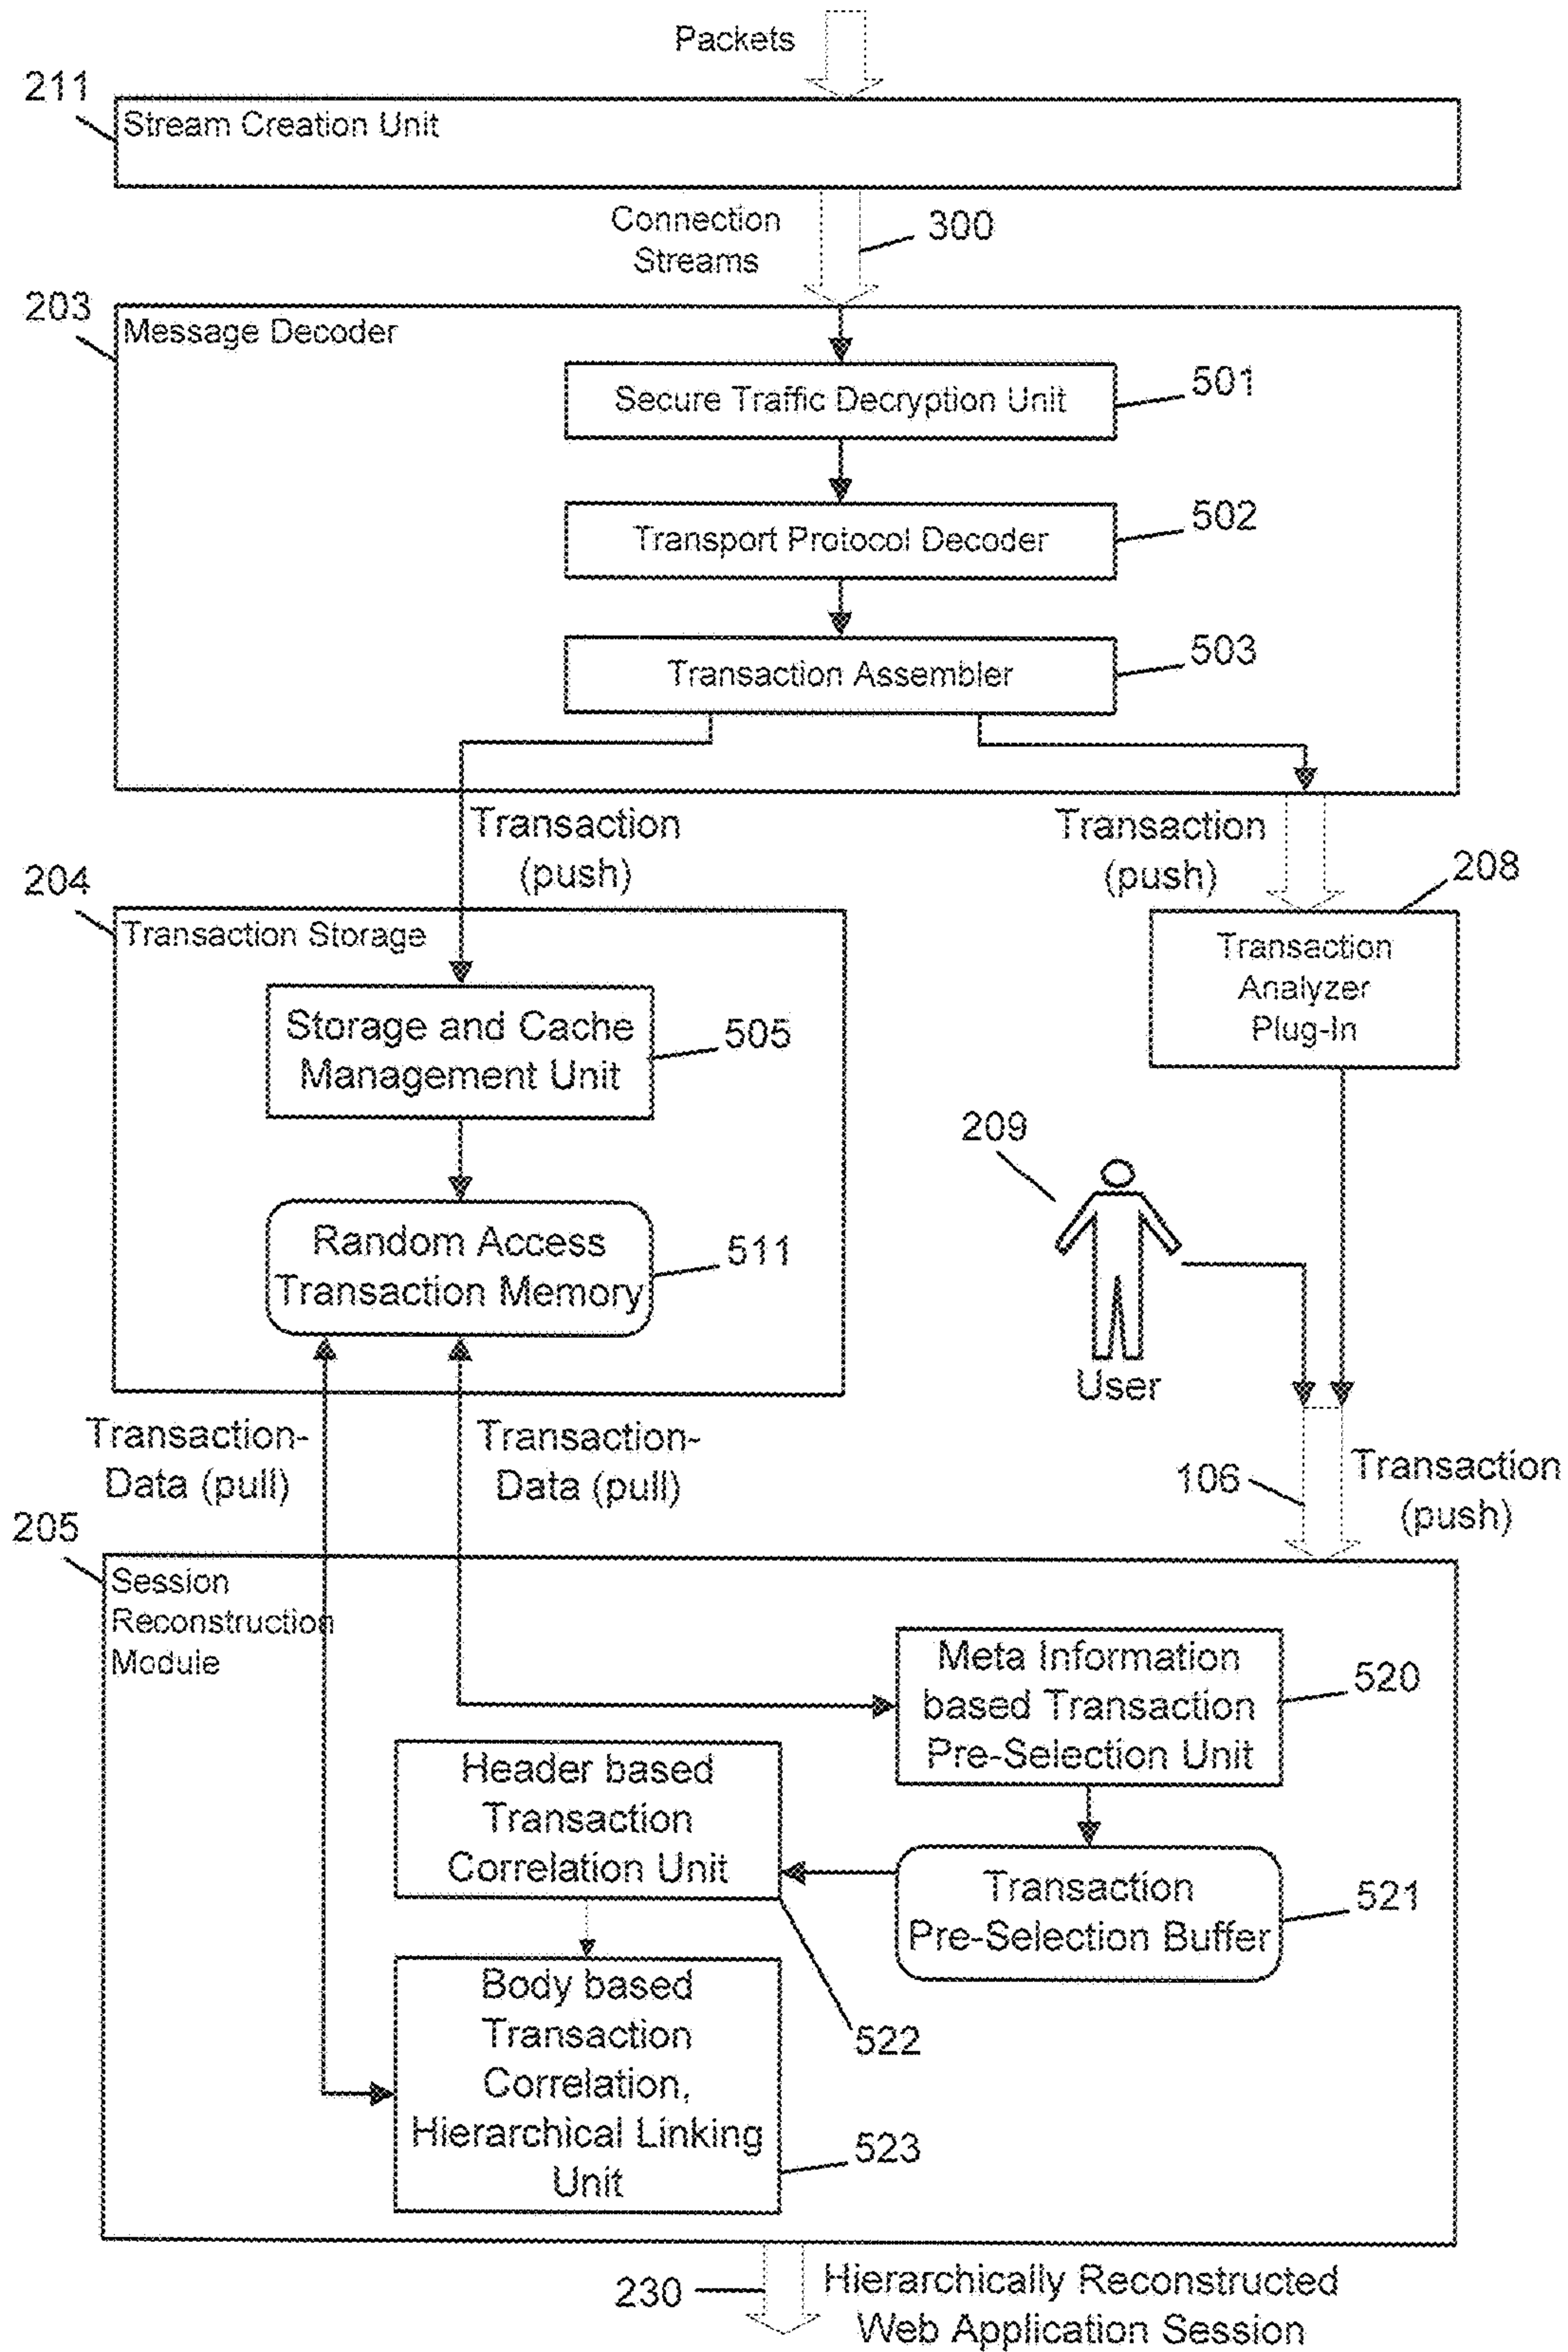 Packets
211
Stream Creation Unit
Connection
Streams
300
203
Message Decoder
Secure Traffic Decryption Unit
501
Transport Protocol Decoder
502
Transaction Assembler
503
Transaction
(push)
Transaction
(push)
204
Transaction Storage
208
Transaction
Analyzer
Plug-In
Storage and Cache
Management Unit
505
209
Random Access
Transaction Memory
511
User
Transaction-
Data (pull)
Transaction-
Data (pull)
106
Transaction
(push)
205
Session
Reconstruction
Module
Meta Information
based Transaction
Pre-Selection Unit
520
Header based
Transaction
Correlation Unit
Transaction
Pre-Selection Buffer
521
522
Body based
Transaction
Correlation,
Hierarchical Linking
Unit
523
230
Hierarchically Reconstructed
Web Application Session